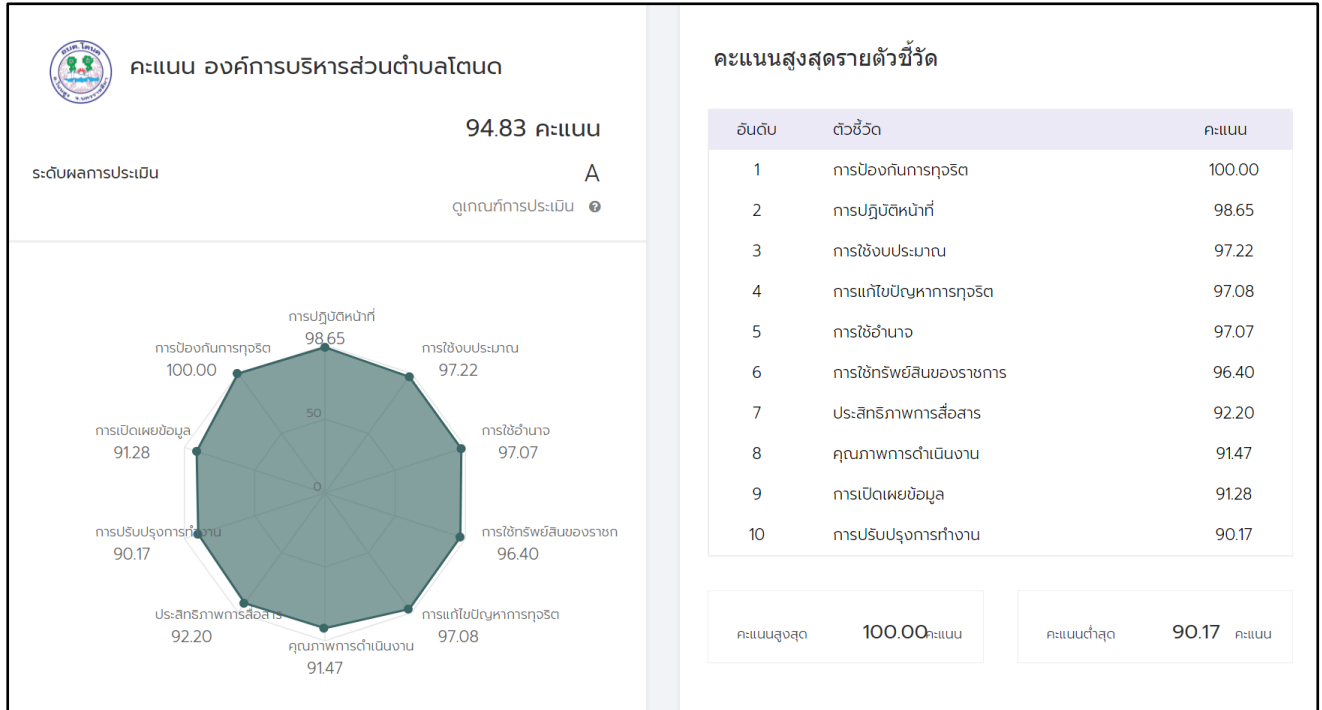 คะแนน องค์การบริหารส่วนตำบลโตนด
94.83 คะแนน
ระดับผลการประเมิน A
ดูเกณฑ์การประเมิน
การปฏิบัติหน้าที่
98.65
การป้องกันการทุจริต
100.00
การใช้งบประมาณ
97.22
50
การเปิดเผยข้อมูล
91.28
การใช้อำนาจ
97.07
0
การปรับปรุงการทำงาน
90.17
การใช้ทรัพย์สินของราชก
96.40
ประสิทธิภาพการสื่อสาร
92.20
การแก้ไขปัญหาการทุจริต
97.08
คุณภาพการดำเนินงาน
91.47
คะแนนสูงสุดรายตัวชี้วัด
อันดับ ตัวชี้วัด คะแนน
1 การป้องกันการทุจริต 100.00
2 การปฏิบัติหน้าที่ 98.65
3 การใช้งบประมาณ 97.22
4 การแก้ไขปัญหาการทุจริต 97.08
5 การใช้อำนาจ 97.07
6 การใช้ทรัพย์สินของราชการ 96.40
7 ประสิทธิภาพการสื่อสาร 92.20
8 คุณภาพการดำเนินงาน 91.47
9 การเปิดเผยข้อมูล 91.28
10 การปรับปรุงการทำงาน 90.17
คะแนนสูงสุด 100.00 คะแนน
คะแนนต่ำสุด 90.17 คะแนน